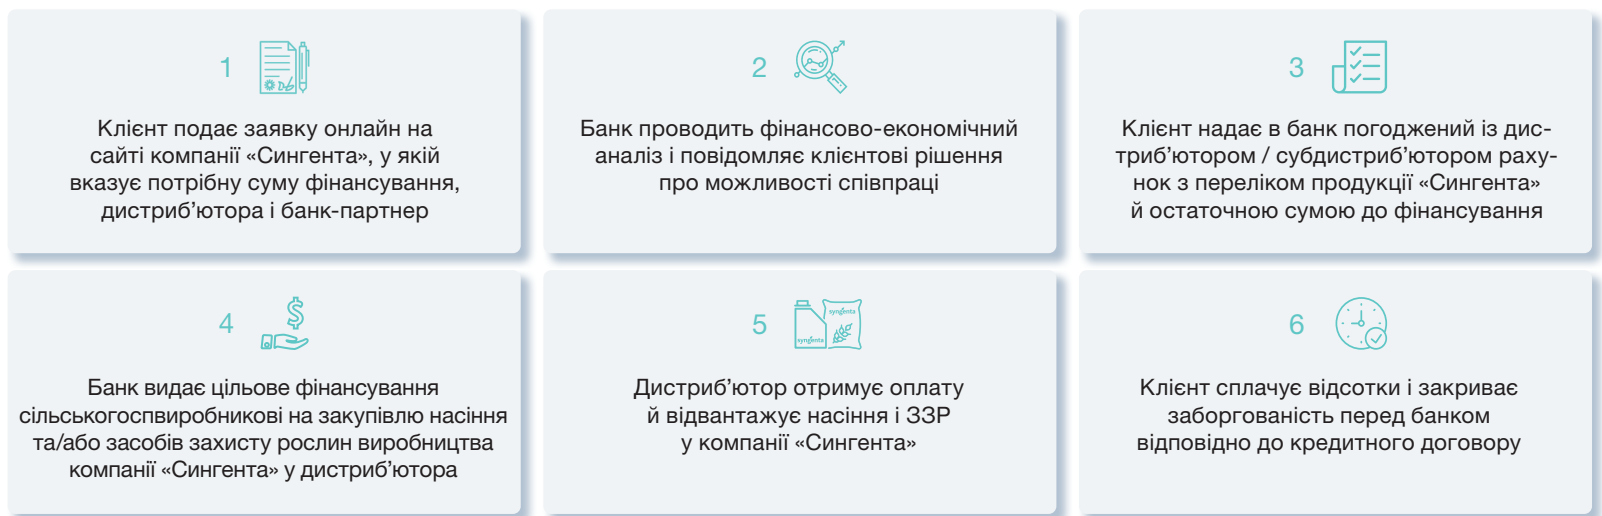 1
Клієнт подає заявку онлайн на
сайті компанії «Сингента», у якій
вказує потрібну суму фінансування,
дистриб’ютора і банк-партнер
2
Банк проводить фінансово-економічний
аналіз і повідомляє клієнтові рішення
про можливості співпраці
3
Клієнт надає в банк погоджений із дис-
триб’ютором / субдистриб’ютором раху-
нок з переліком продукції «Сингента»
й остаточною сумою до фінансування
4
Банк видає цільове фінансування
сільськогоспвиробникові на закупівлю насіння
та/або засобів захисту рослин виробництва
компанії «Сингента» у дистриб’ютора
5
syngenta
syngenta
Дистриб’ютор отримує оплату
й відвантажує насіння і ЗЗР
у компанії «Сингента»
6
Клієнт сплачує відсотки і закриває
заборгованість перед банком
відповідно до кредитного договору